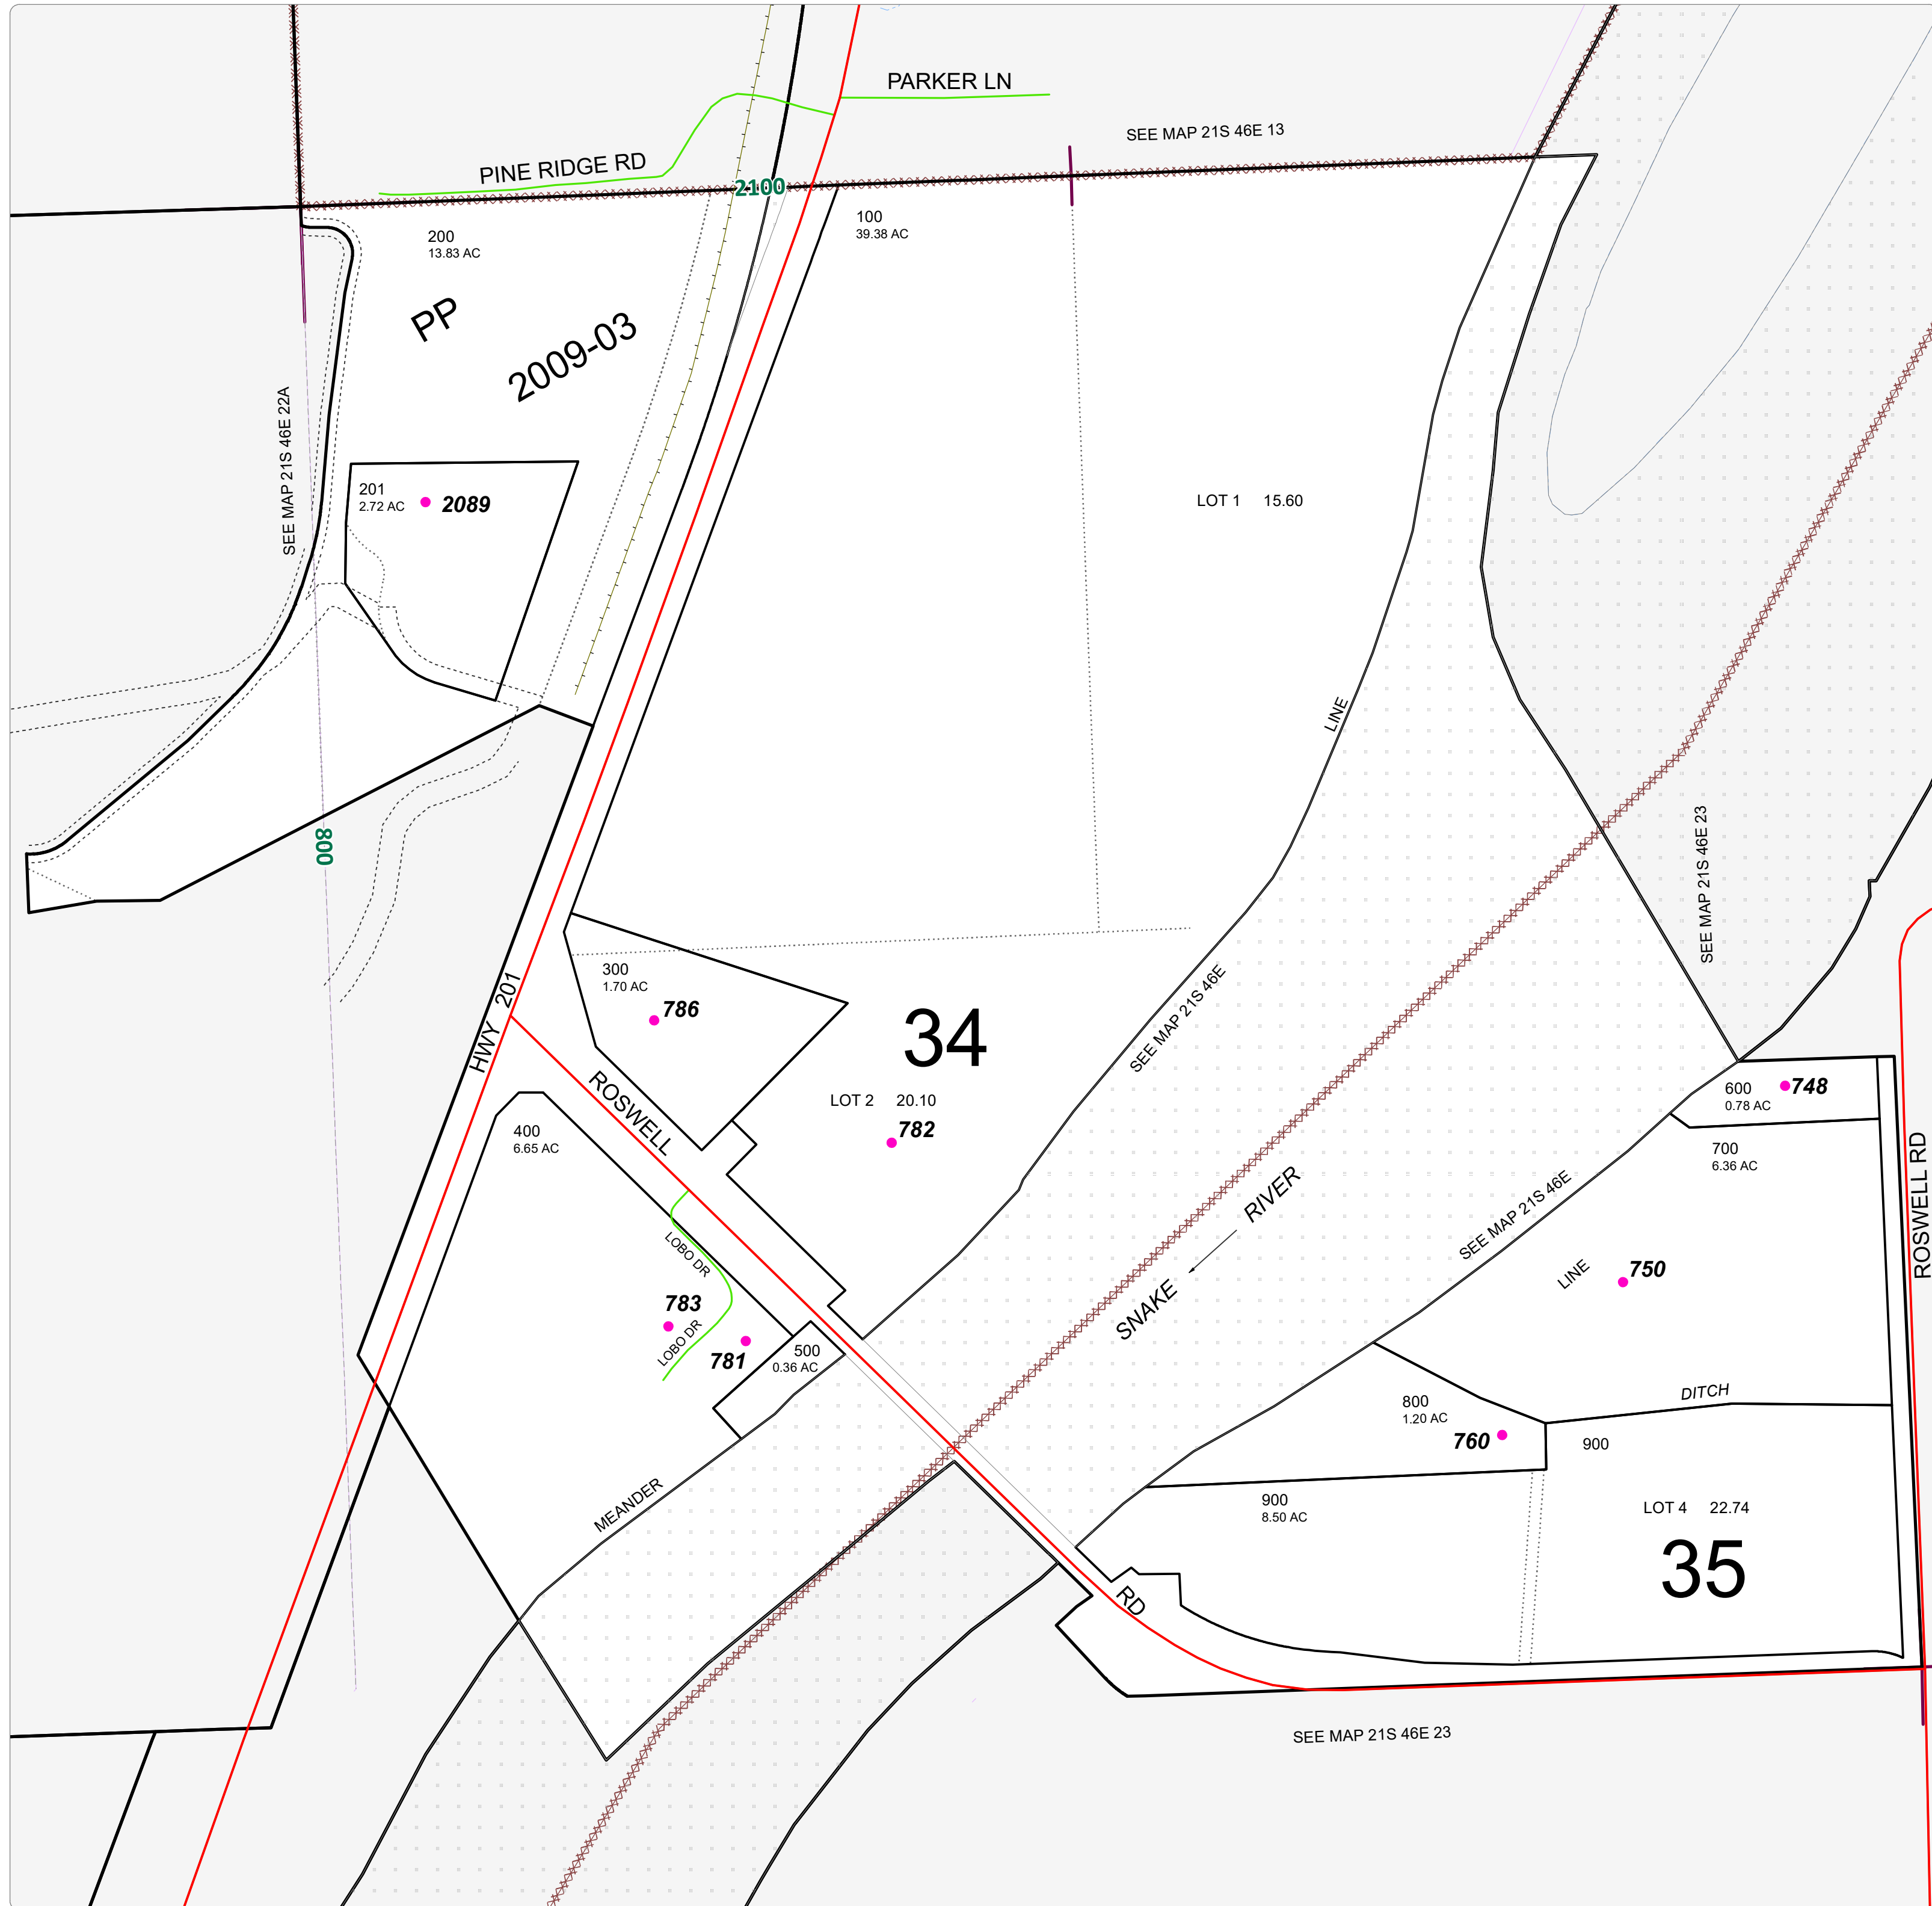 PARKER LN
SEE MAP 21S 46E 13
PINE RIDGE RD
2100
100
39.38 AC
200
13.83 AC
PP
2009-03
SEE MAP 21S 46E 22A
201
2.72 AC
2089
LOT 1 15.60
LINE
800
SEE MAP 21S 46E 23
HWY 201
300
1.70 AC
786
34
SEE MAP 21S 46E
ROSWELL
LOT 2 20.10
782
400
6.65 AC
600
0.78 AC
748
700
6.36 AC
ROSWELL RD
SNAKE RIVER
SEE MAP 21S 46E
LINE
750
LOBO DR
783
LOBO DR
781
500
0.36 AC
DITCH
800
1.20 AC
760
900
MEANDER
900
8.50 AC
LOT 4 22.74
35
RD
SEE MAP 21S 46E 23